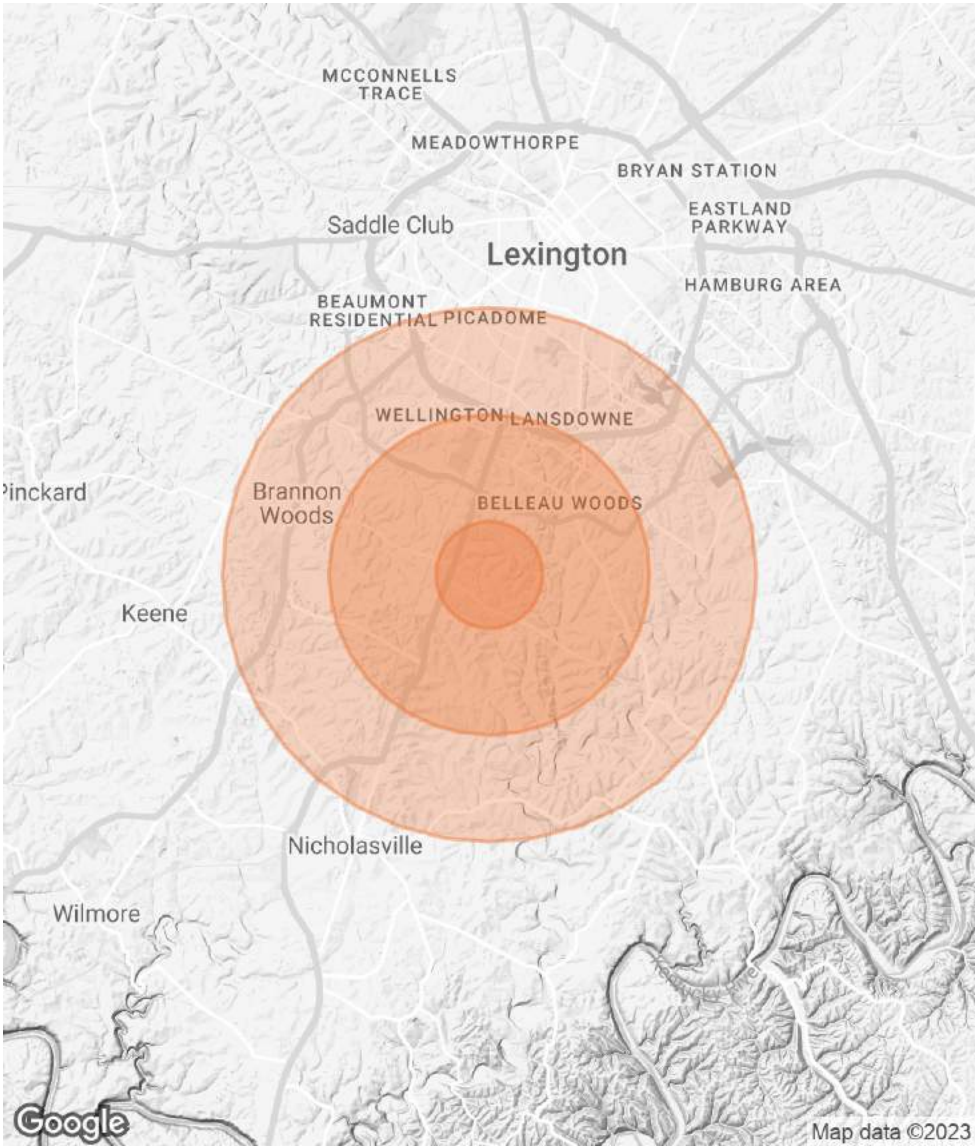 MCCONNELLS
TRACE
MEADOWTHORPE
BRYAN STATION
EASTLAND
PARKWAY
Saddle Club
Lexington
HAMBURG AREA
BEAUMONT
RESIDENTIAL
PICADOME
WELLINGTON
LANSDOWNE
Pinckard
Brannon
Woods
BELLEAU WOODS
Keene
Nicholasville
Wilmore
Google
Map data ©2023